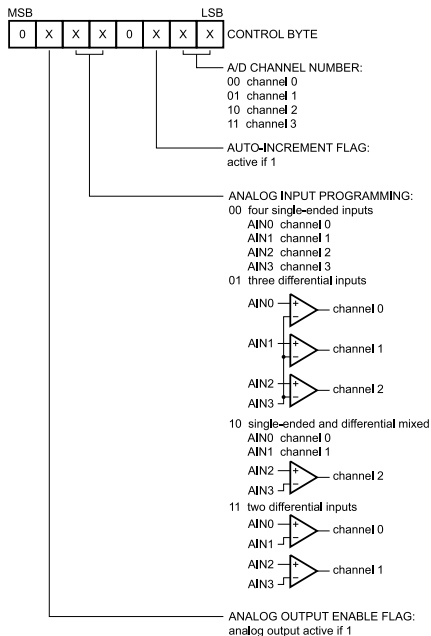 MSB LSB
0 X X X 0 X X X CONTROL BYTE
A/D CHANNEL NUMBER:
00 channel 0
01 channel 1
10 channel 2
11 channel 3
AUTO-INCREMENT FLAG:
active if 1
ANALOG INPUT PROGRAMMING:
00 four single-ended inputs
AIN0 channel 0
AIN1 channel 1
AIN2 channel 2
AIN3 channel 3
01 three differential inputs
AIN0 + − channel 0
AIN1 + − channel 1
AIN2 + − channel 2
AIN3
10 single-ended and differential mixed
AIN0 channel 0
AIN1 channel 1
AIN2 + − channel 2
AIN3
11 two differential inputs
AIN0 + − channel 0
AIN1
AIN2 + − channel 1
AIN3
ANALOG OUTPUT ENABLE FLAG:
analog output active if 1